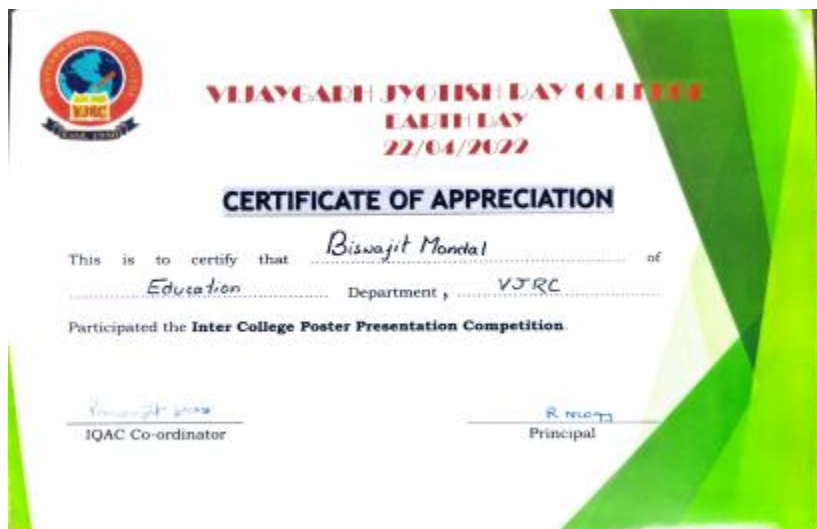 VJRC
VIJAYGARH JYOTISH RAY COLLEGE
EARTH DAY
22/04/2022
CERTIFICATE OF APPRECIATION
This is to certify that Biswajit Mondal of
Education Department , VJRC
Participated the Inter College Poster Presentation Competition.
IQAC Co-ordinator
Principal